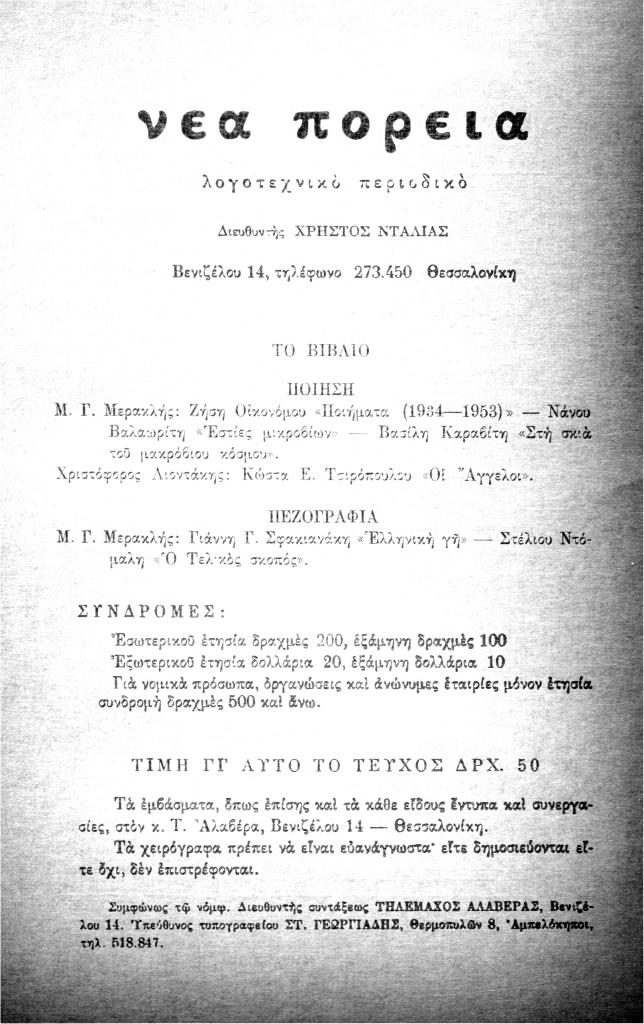 νεα πορεια
λογοτεχνικὸ περιοδικὸ
Διευθυντὴς ΧΡΗΣΤΟΣ ΝΤΑΛΙΑΣ
Βενιζέλου 14, τηλέφωνο 273.450 Θεσσαλονίκη
ΤΟ ΒΙΒΛΙΟ
ΠΟΙΗΣΗ
Μ. Γ. Μερακλής: Ζήση Οἰκονόμου «Ποιήματα (1934—1953)» — Νάνου
Βαλαωρίτη «Ἑστίες μικροβίων» — Βασίλη Καραβίτη «Στὴ σκιὰ
τοῦ μακρόβιου κόσμου».
Χριστόφορος Λιοντάκης: Κώστα Ε. Τσιρόπουλου «Οἱ Ἄγγελοι».
ΠΕΖΟΓΡΑΦΙΑ
Μ. Γ. Μερακλής: Γιάννη Γ. Σφακιανάκη «Ἑλληνικὴ γῆ» — Στέλιου Ντό-
μαλη «Ὁ Τελικὸς σκοπός».
ΣΥΝΔΡΟΜΕΣ:
Ἐσωτερικοῦ ἐτησία δραχμὲς 200, ἑξάμηνη δραχμὲς 100
Ἐξωτερικοῦ ἐτησία δολλάρια 20, ἑξάμηνη δολλάρια 10
Γιὰ νομικὰ πρόσωπα, ὀργανώσεις καὶ ἀνώνυμες ἑταιρίες μόνον ἐτησία
συνδρομὴ δραχμὲς 500 καὶ ἄνω.
ΤΙΜΗ ΓΙ' ΑΥΤΟ ΤΟ ΤΕΥΧΟΣ ΔΡΧ. 50
Τὰ ἐμβάσματα, ὅπως ἐπίσης καὶ τὰ κάθε εἴδους ἔντυπα καὶ συνεργα-
σίες, στὸν κ. Τ. Ἀλαβέρα, Βενιζέλου 14 — Θεσσαλονίκη.
Τὰ χειρόγραφα πρέπει νὰ εἶναι εὐανάγνωστα· εἴτε δημοσιεύονται εἴ-
τε ὄχι, δὲν ἐπιστρέφονται.
Συμφώνως τῷ νόμῳ. Διευθυντὴς συντάξεως ΤΗΛΕΜΑΧΟΣ ΑΛΑΒΕΡΑΣ, Βενιζέ-
λου 14. Ὑπεύθυνος τυπογραφείου ΣΤ. ΓΕΩΡΓΙΑΔΗΣ, Θερμοπυλῶν 8, Ἀμπελόκηποι,
τηλ. 518.847.